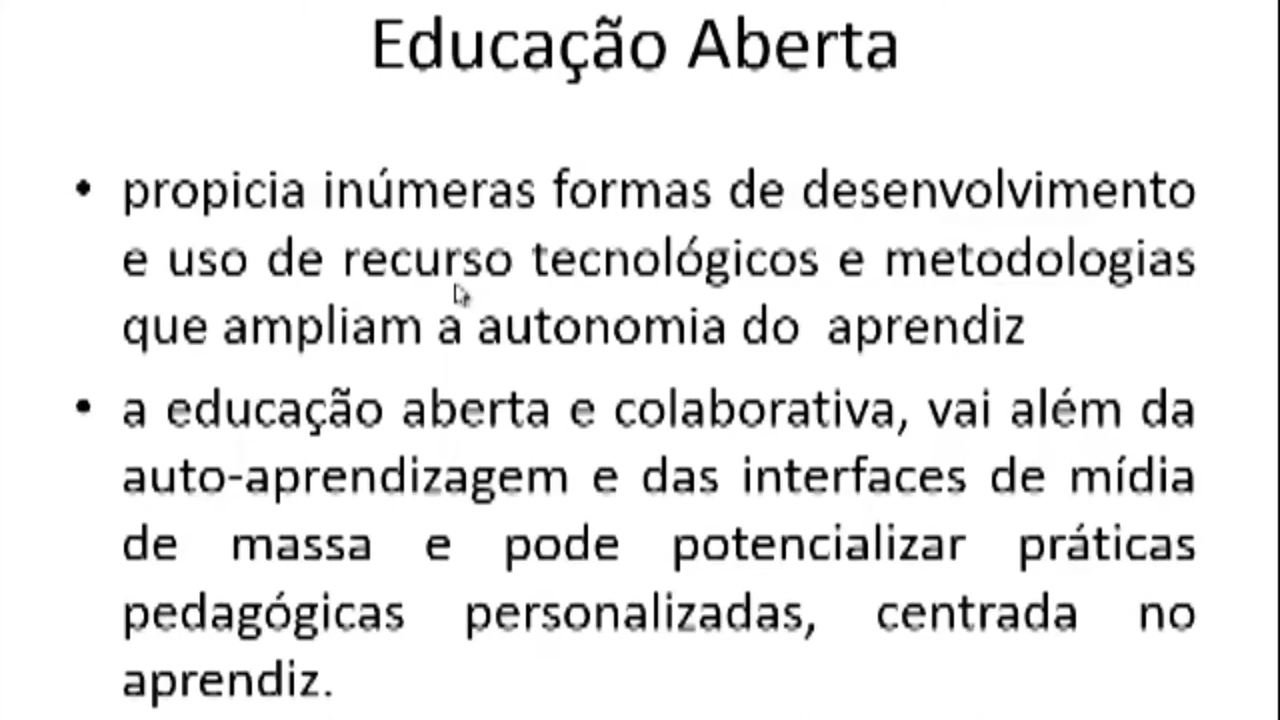 Educação Aberta
• propicia inúmeras formas de desenvolvimento
e uso de recurso tecnológicos e metodologias
que ampliam a autonomia do aprendiz
• a educação aberta e colaborativa, vai além da
auto-aprendizagem e das interfaces de mídia
de massa e pode potencializar práticas
pedagógicas personalizadas, centrada no
aprendiz.